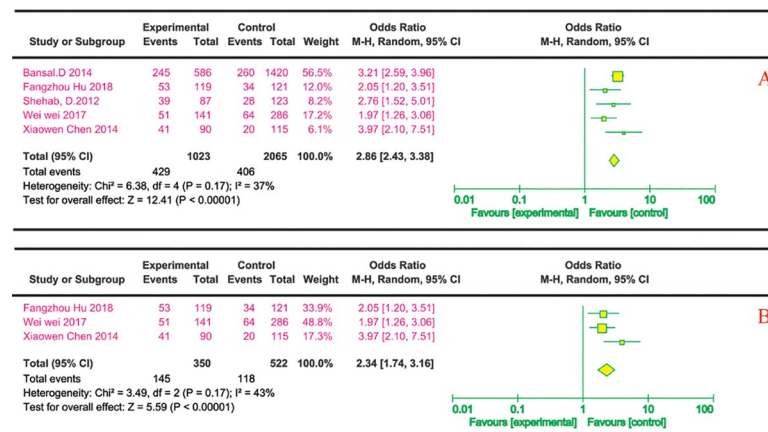 Experimental Control Odds Ratio Odds Ratio
Study or Subgroup Events Total Events Total Weight M-H, Random, 95% CI M-H, Random, 95% CI
Bansal.D 2014 245 586 260 1420 56.5% 3.21 [2.59, 3.96]
Fangzhou Hu 2018 53 119 34 121 11.7% 2.05 [1.20, 3.51]
Shehab, D.2012 39 87 28 123 8.2% 2.76 [1.52, 5.01]
Wei wei 2017 51 141 64 286 17.5% 1.97 [1.26, 3.06]
Xiaowen Chen 2014 41 90 20 115 6.1% 3.97 [2.10, 7.51]
Total (95% CI) 1023 2065 100.0% 2.86 [2.43, 3.38]
Total events 429 406
Heterogeneity: Chi² = 6.38, df = 4 (P = 0.17); I² = 37%
Test for overall effect: Z = 12.41 (P < 0.00001)
0.01 0.1 1 10 100
Favours [experimental] Favours [control]
A
Experimental Control Odds Ratio Odds Ratio
Study or Subgroup Events Total Events Total Weight M-H, Random, 95% CI M-H, Random, 95% CI
Fangzhou Hu 2018 53 119 34 121 33.9% 2.05 [1.20, 3.51]
Wei wei 2017 51 141 64 286 48.8% 1.97 [1.26, 3.06]
Xiaowen Chen 2014 41 90 20 115 17.3% 3.97 [2.10, 7.51]
Total (95% CI) 350 522 100.0% 2.34 [1.74, 3.16]
Total events 145 118
Heterogeneity: Chi² = 3.49, df = 2 (P = 0.17); I² = 43%
Test for overall effect: Z = 5.59 (P < 0.00001)
0.01 0.1 1 10 100
Favours [experimental] Favours [control]
B